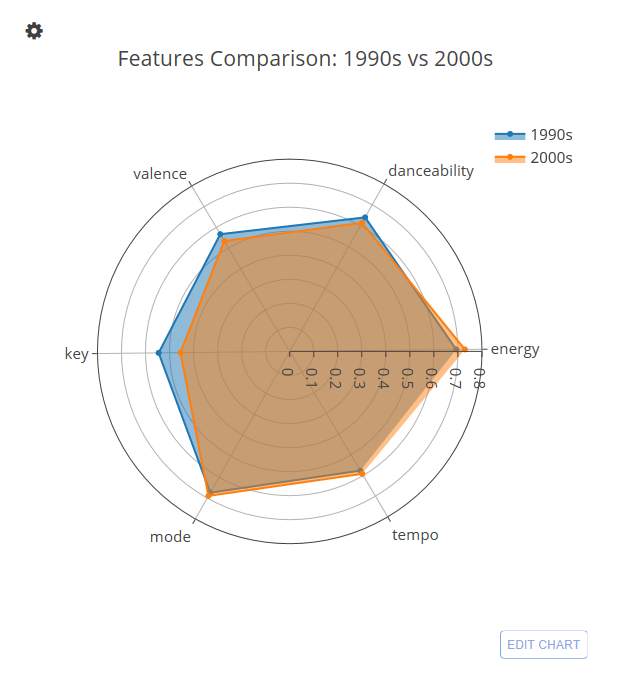 Features Comparison: 1990s vs 2000s
1990s
2000s
valence
danceability
key
energy
0
0.1
0.2
0.3
0.4
0.5
0.6
0.7
0.8
mode
tempo
EDIT CHART